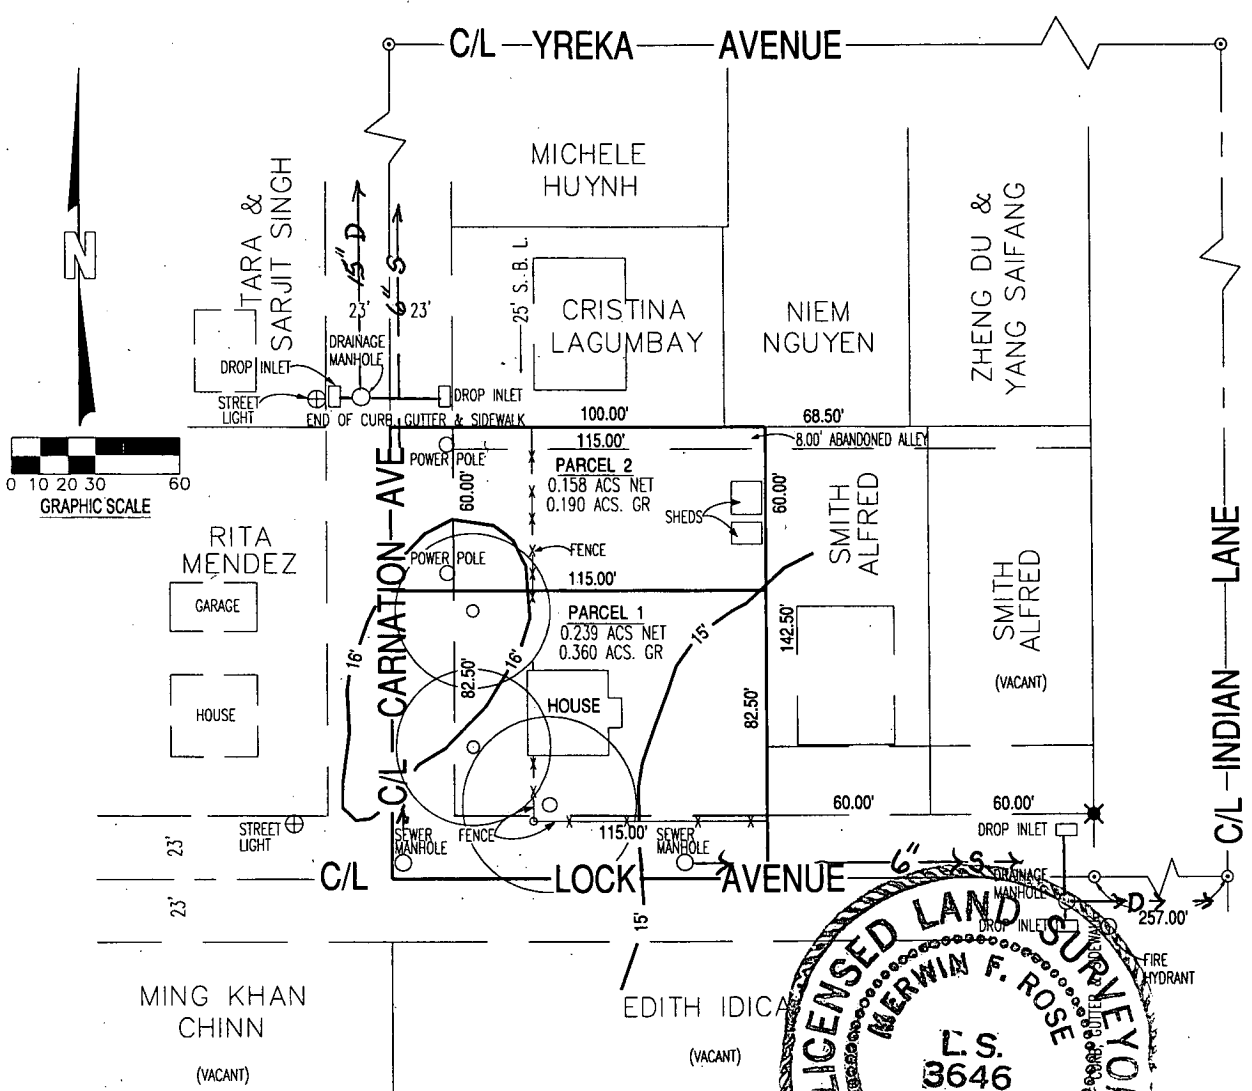 C/L YREKA AVENUE
MICHELE
HUYNH
TARA &
SARJIT SINGH
15" D
6" S
23'
23'
25' S.B.L.
CRISTINA
LAGUMBAY
NIEM
NGUYEN
ZHENG DU &
YANG SAIFANG
N
DRAINAGE
MANHOLE
DROP INLET
STREET
LIGHT
DROP INLET
END OF CURB, GUTTER & SIDEWALK
100.00'
68.50'
115.00'
8.00' ABANDONED ALLEY
0 10 20 30 60
GRAPHIC SCALE
POWER POLE
60.00'
PARCEL 2
0.158 ACS NET
0.190 ACS. GR
SHEDS
60.00'
SMITH
ALFRED
RITA
MENDEZ
GARAGE
HOUSE
C/L CARNATION AVE
POWER POLE
FENCE
115.00'
PARCEL 1
0.239 ACS NET
0.360 ACS. GR
15'
142.50'
SMITH
ALFRED
(VACANT)
16'
16'
82.50'
HOUSE
82.50'
C/L INDIAN LANE
60.00'
60.00'
STREET
LIGHT
23'
23'
SEWER
MANHOLE
FENCE
115.00'
SEWER
MANHOLE
DROP INLET
C/L LOCK AVENUE
6" S
DRAINAGE
MANHOLE
D
257.00'
DROP INLET
15'
FIRE
HYDRANT
CURB, GUTTER & SIDEWALK
MING KHAN
CHINN
(VACANT)
EDITH IDICA
(VACANT)
LICENSED LAND SURVEYO
MERWIN F. ROSE
L.S.
3646